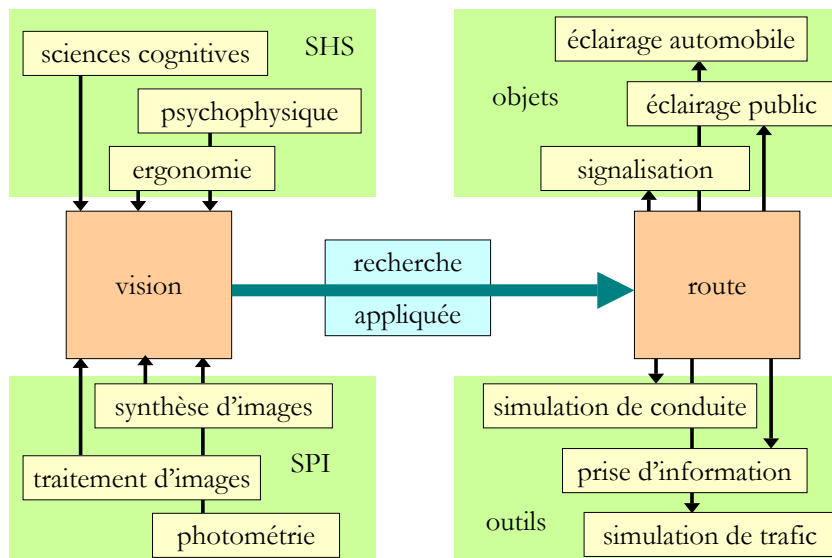 SHS
sciences cognitives
psychophysique
ergonomie
éclairage automobile
objets
éclairage public
signalisation
vision
recherche
appliquée
route
synthèse d'images
traitement d'images
SPI
photométrie
simulation de conduite
prise d'information
outils
simulation de trafic